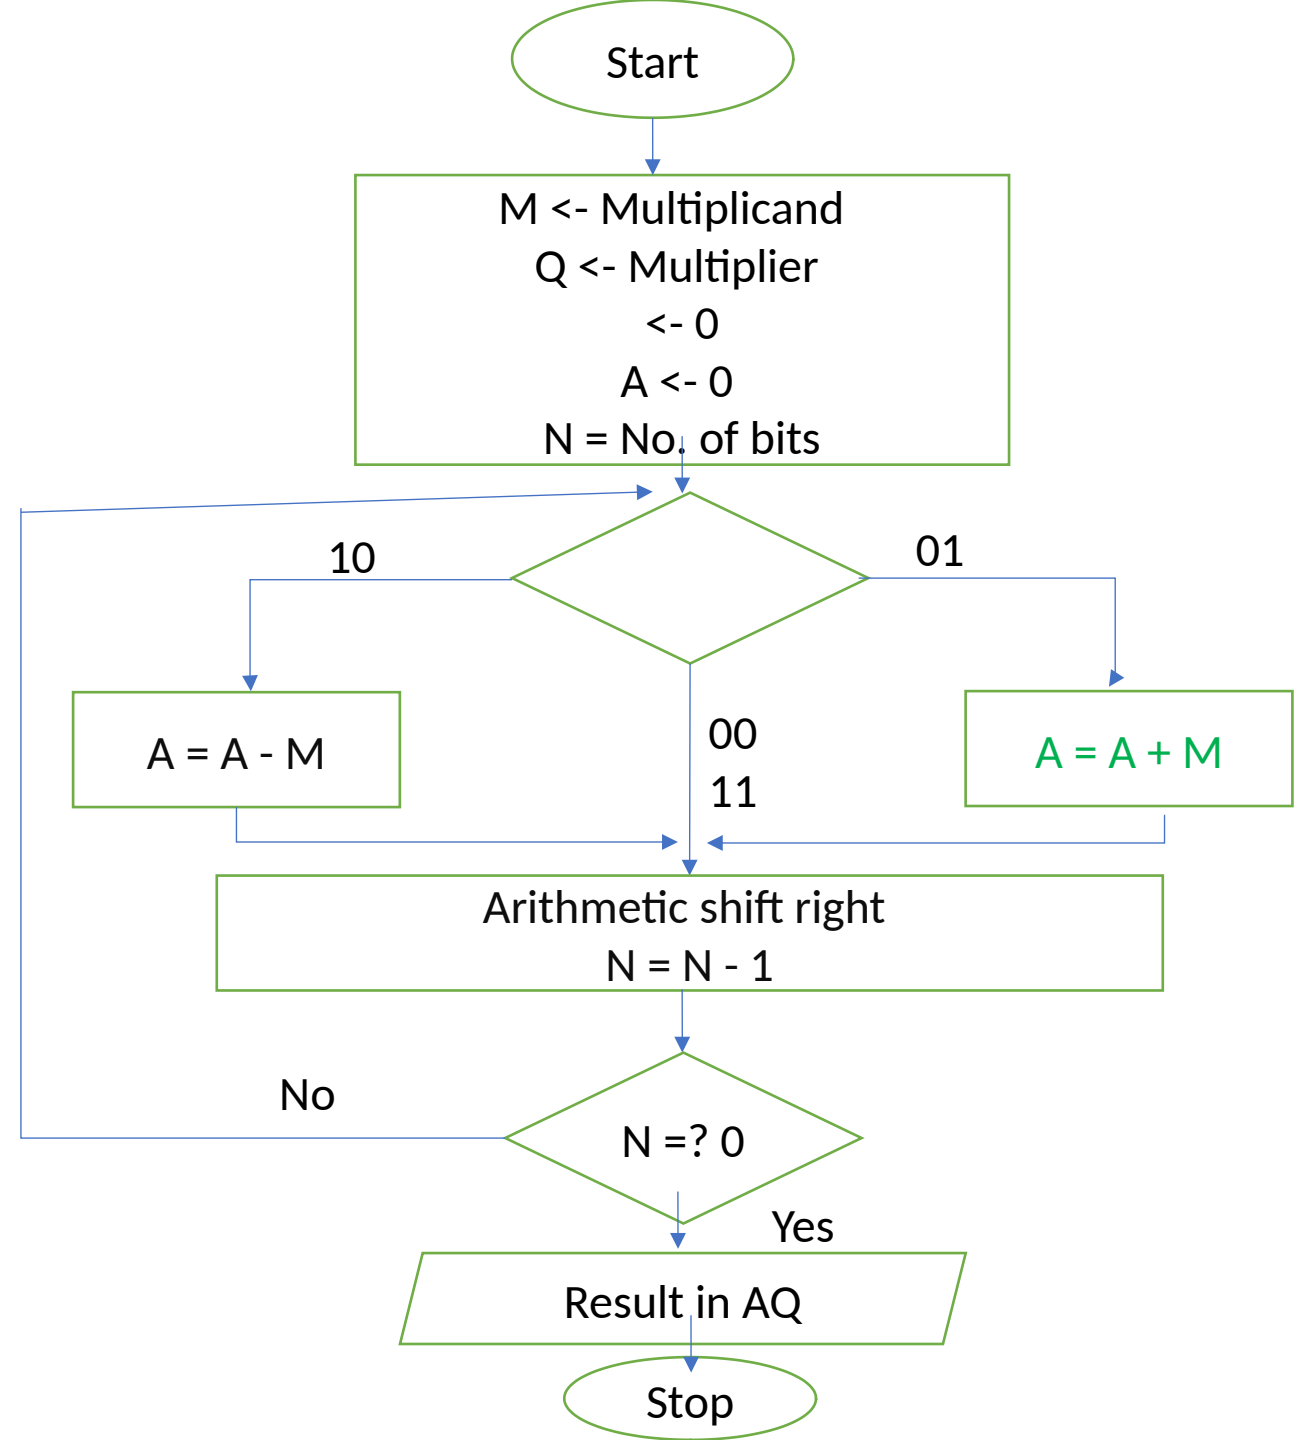 Start
M <- Multiplicand
Q <- Multiplier
<- 0
A <- 0
N = No. of bits
10
01
00
11
A = A - M
A = A + M
Arithmetic shift right
N = N - 1
No
N =? 0
Yes
Result in AQ
Stop